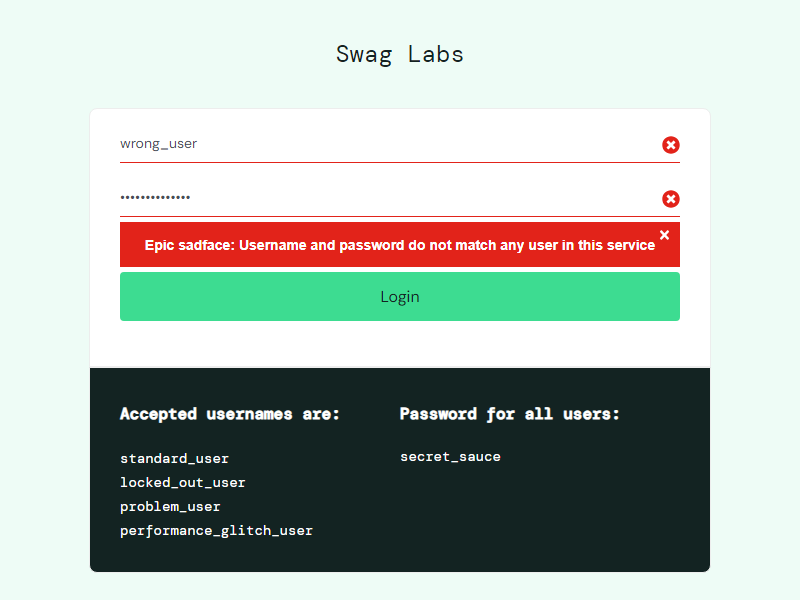 Swag Labs
wrong_user
••••••••••••••
Epic sadface: Username and password do not match any user in this service
Login
Accepted usernames are:
standard_user
locked_out_user
problem_user
performance_glitch_user
Password for all users:
secret_sauce